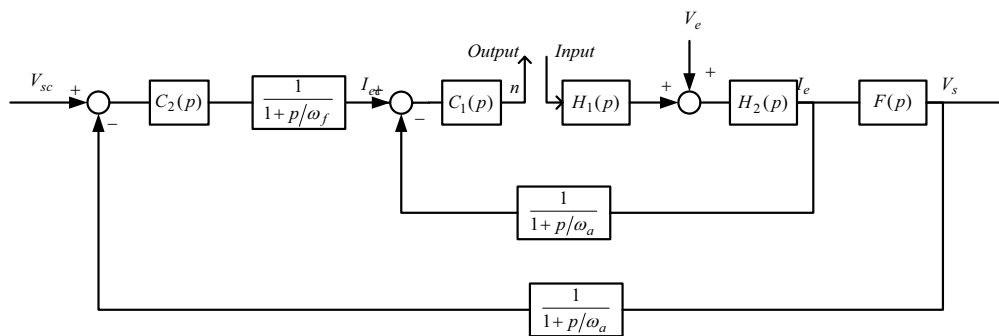 V_e
Output Input
V_sc + C_2(p) 1/(1+p/ω_f) I_ec + C_1(p) n H_1(p) + + H_2(p) I_e F(p) V_s
− −
1/(1+p/ω_a)
1/(1+p/ω_a)